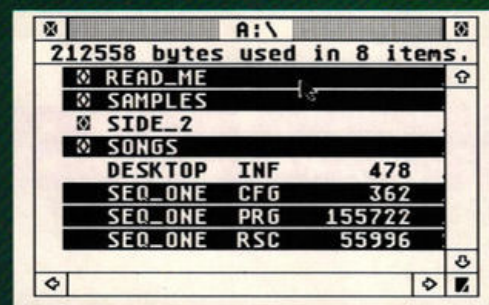 A:\
212558 bytes used in 8 items.
READ_ME
SAMPLES
SIDE_2
SONGS
DESKTOP INF 478
SEQ_ONE CFG 362
SEQ_ONE PRG 155722
SEQ_ONE RSC 55996